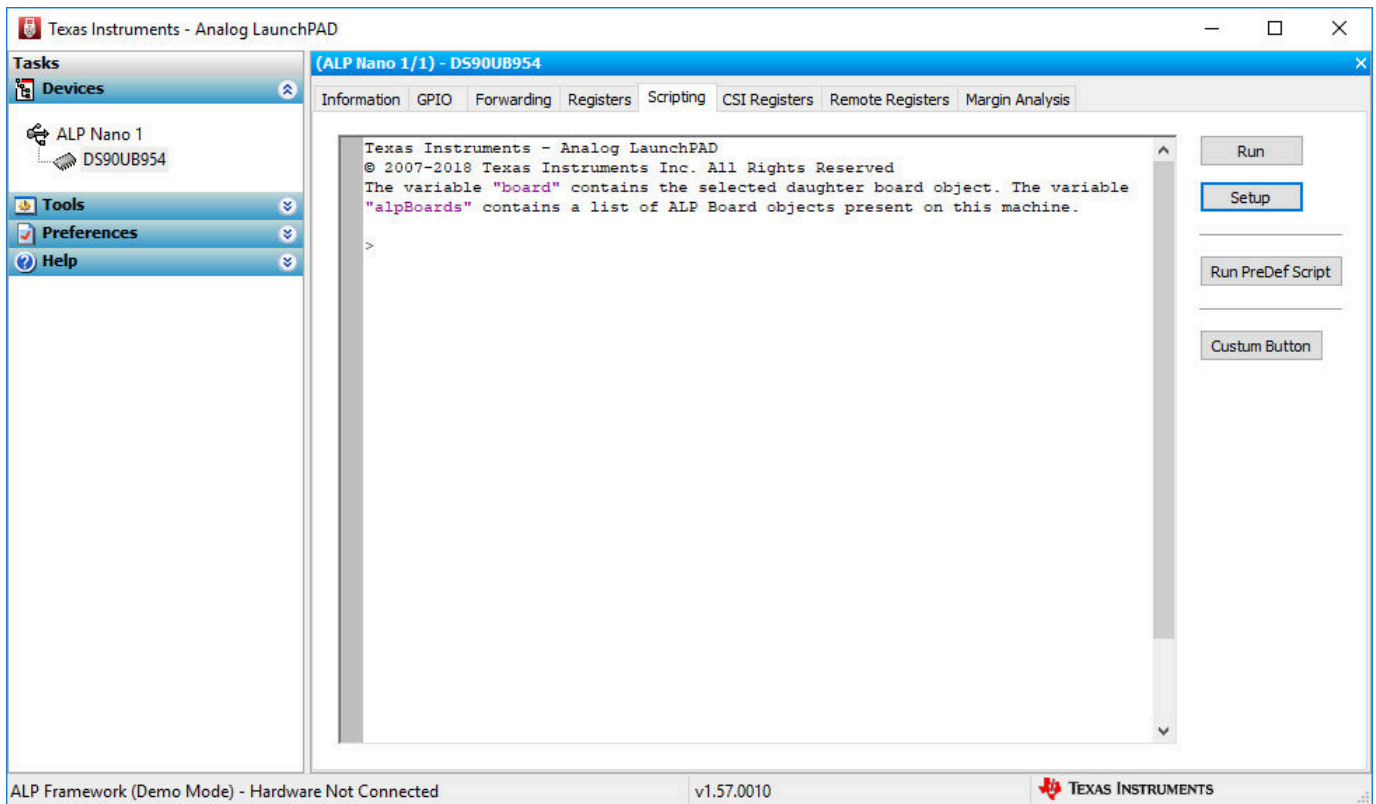 Texas Instruments - Analog LaunchPAD
Tasks
Devices
ALP Nano 1
DS90UB954
Tools
Preferences
Help
(ALP Nano 1/1) - DS90UB954
Information GPIO Forwarding Registers Scripting CSI Registers Remote Registers Margin Analysis
Texas Instruments - Analog LaunchPAD
© 2007-2018 Texas Instruments Inc. All Rights Reserved
The variable "board" contains the selected daughter board object. The variable
"alpBoards" contains a list of ALP Board objects present on this machine.
>
Run
Setup
Run PreDef Script
Custum Button
ALP Framework (Demo Mode) - Hardware Not Connected
v1.57.0010
TEXAS INSTRUMENTS